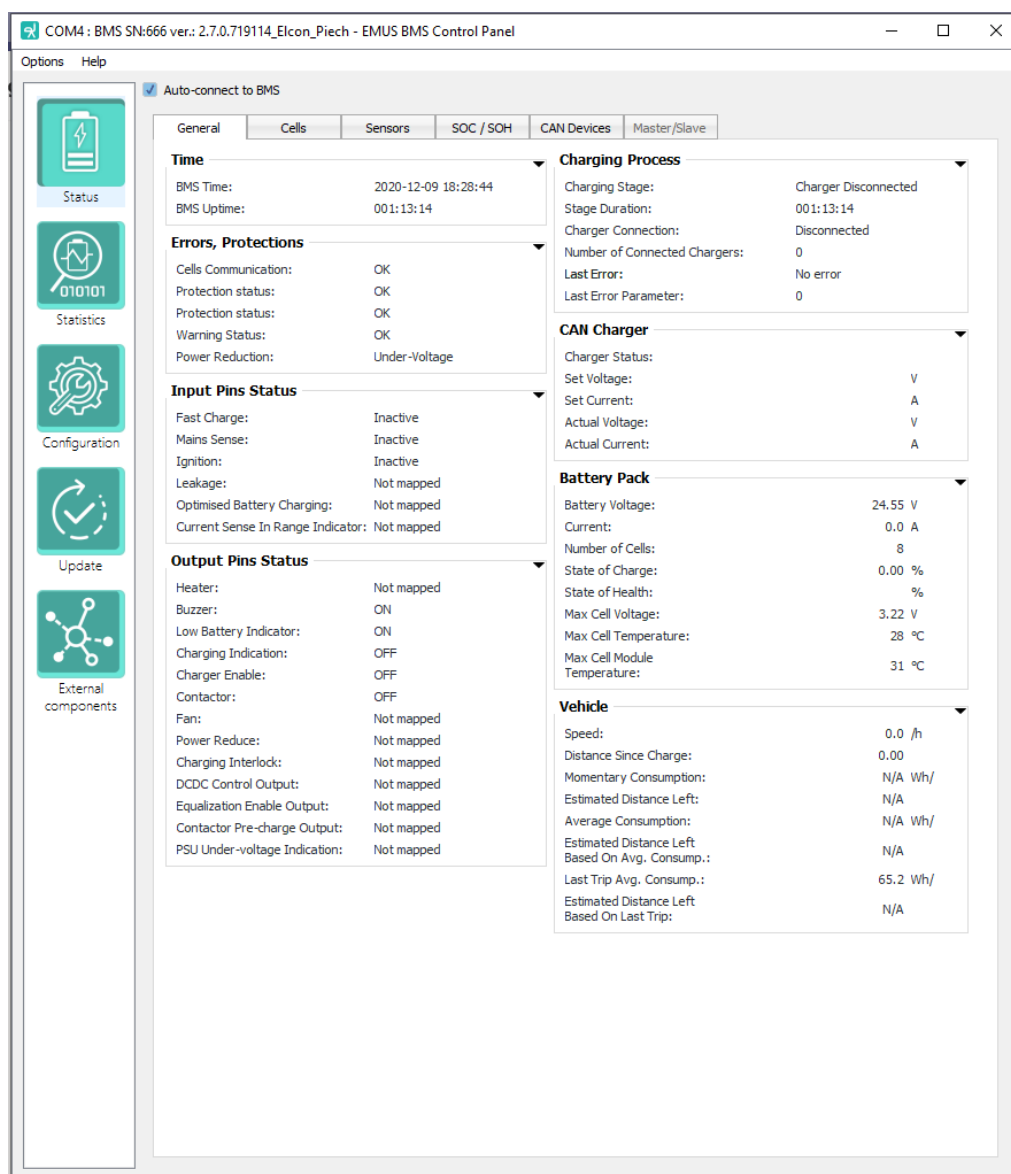 COM4 : BMS SN:666 ver.: 2.7.0.719114_Elcon_Piech - EMUS BMS Control Panel
Options Help
Auto-connect to BMS
Status
010101
Statistics
Configuration
Update
External
components
General Cells Sensors SOC / SOH CAN Devices Master/Slave
Time
BMS Time: 2020-12-09 18:28:44
BMS Uptime: 001:13:14
Errors, Protections
Cells Communication: OK
Protection status: OK
Protection status: OK
Warning Status: OK
Power Reduction: Under-Voltage
Input Pins Status
Fast Charge: Inactive
Mains Sense: Inactive
Ignition: Inactive
Leakage: Not mapped
Optimised Battery Charging: Not mapped
Current Sense In Range Indicator: Not mapped
Output Pins Status
Heater: Not mapped
Buzzer: ON
Low Battery Indicator: ON
Charging Indication: OFF
Charger Enable: OFF
Contactor: OFF
Fan: Not mapped
Power Reduce: Not mapped
Charging Interlock: Not mapped
DCDC Control Output: Not mapped
Equalization Enable Output: Not mapped
Contactor Pre-charge Output: Not mapped
PSU Under-voltage Indication: Not mapped
Charging Process
Charging Stage: Charger Disconnected
Stage Duration: 001:13:14
Charger Connection: Disconnected
Number of Connected Chargers: 0
Last Error: No error
Last Error Parameter: 0
CAN Charger
Charger Status:
Set Voltage: V
Set Current: A
Actual Voltage: V
Actual Current: A
Battery Pack
Battery Voltage: 24.55 V
Current: 0.0 A
Number of Cells: 8
State of Charge: 0.00 %
State of Health: %
Max Cell Voltage: 3.22 V
Max Cell Temperature: 28 ºC
Max Cell Module
Temperature: 31 ºC
Vehicle
Speed: 0.0 /h
Distance Since Charge: 0.00
Momentary Consumption: N/A Wh/
Estimated Distance Left: N/A
Average Consumption: N/A Wh/
Estimated Distance Left
Based On Avg. Consump.: N/A
Last Trip Avg. Consump.: 65.2 Wh/
Estimated Distance Left
Based On Last Trip: N/A